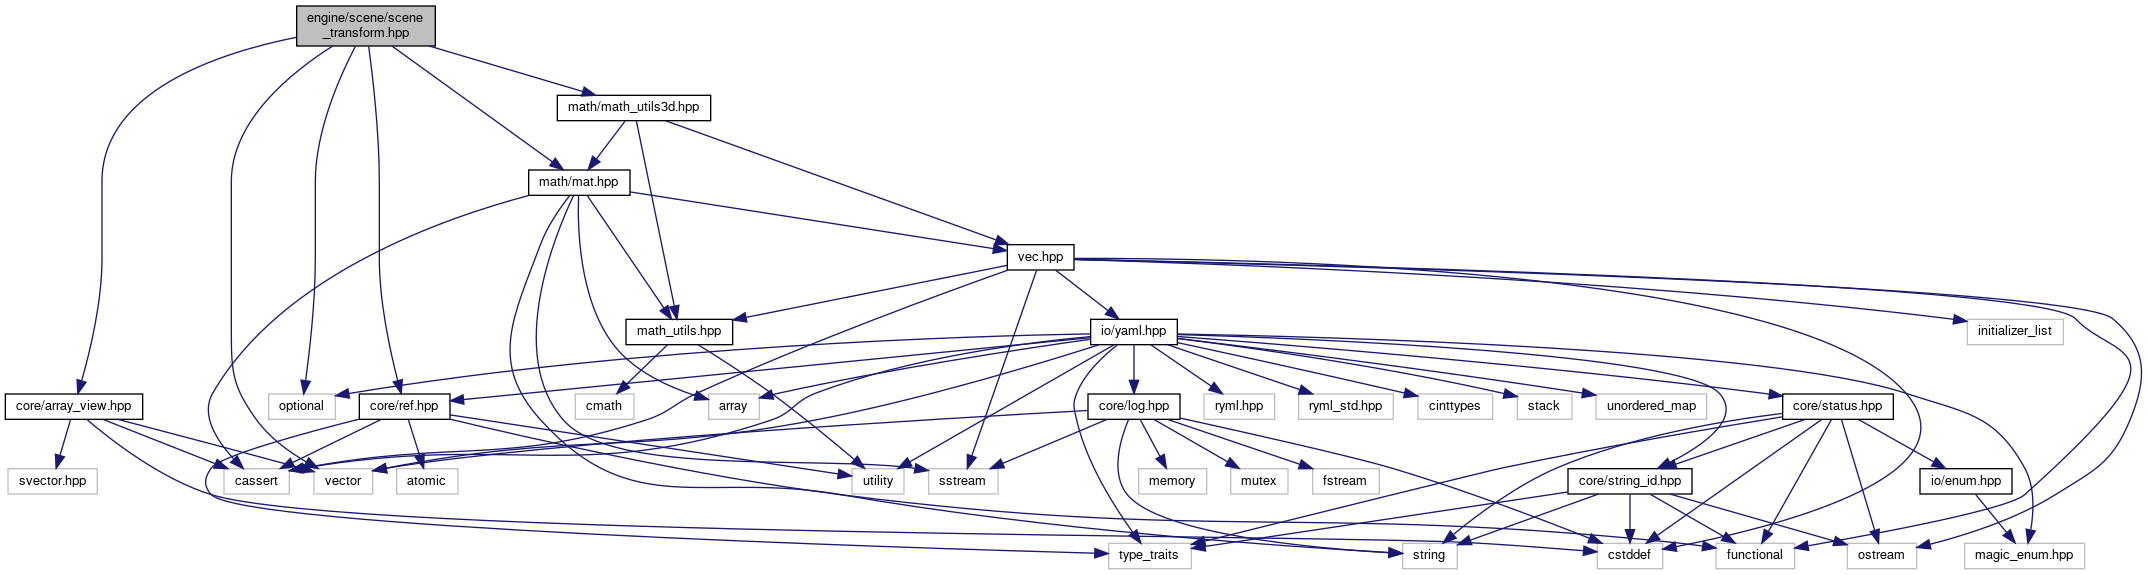 engine/scene/scene
_transform.hpp
math/math_utils3d.hpp
math/mat.hpp
vec.hpp
math_utils.hpp
io/yaml.hpp
initializer_list
core/array_view.hpp
optional
core/ref.hpp
cmath
array
core/log.hpp
ryml.hpp
ryml_std.hpp
cinttypes
stack
unordered_map
core/status.hpp
svector.hpp
cassert
vector
atomic
utility
sstream
memory
mutex
fstream
core/string_id.hpp
io/enum.hpp
type_traits
string
cstddef
functional
ostream
magic_enum.hpp